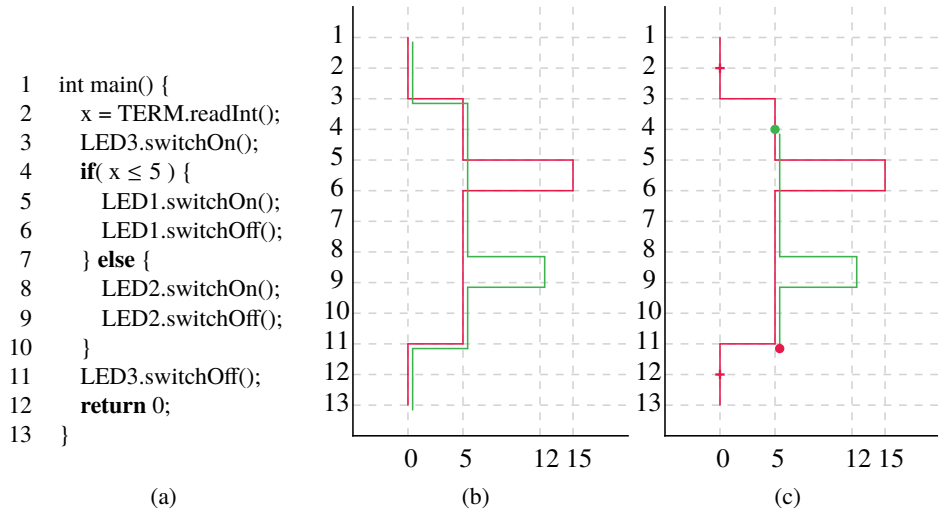 1 int main() {
2 x = TERM.readInt();
3 LED3.switchOn();
4 if( x ≤ 5 ) {
5 LED1.switchOn();
6 LED1.switchOff();
7 } else {
8 LED2.switchOn();
9 LED2.switchOff();
10 }
11 LED3.switchOff();
12 return 0;
13 }
(a)
1
2
3
4
5
6
7
8
9
10
11
12
13
0 5 12 15
(b)
1
2
3
4
5
6
7
8
9
10
11
12
13
0 5 12 15
(c)